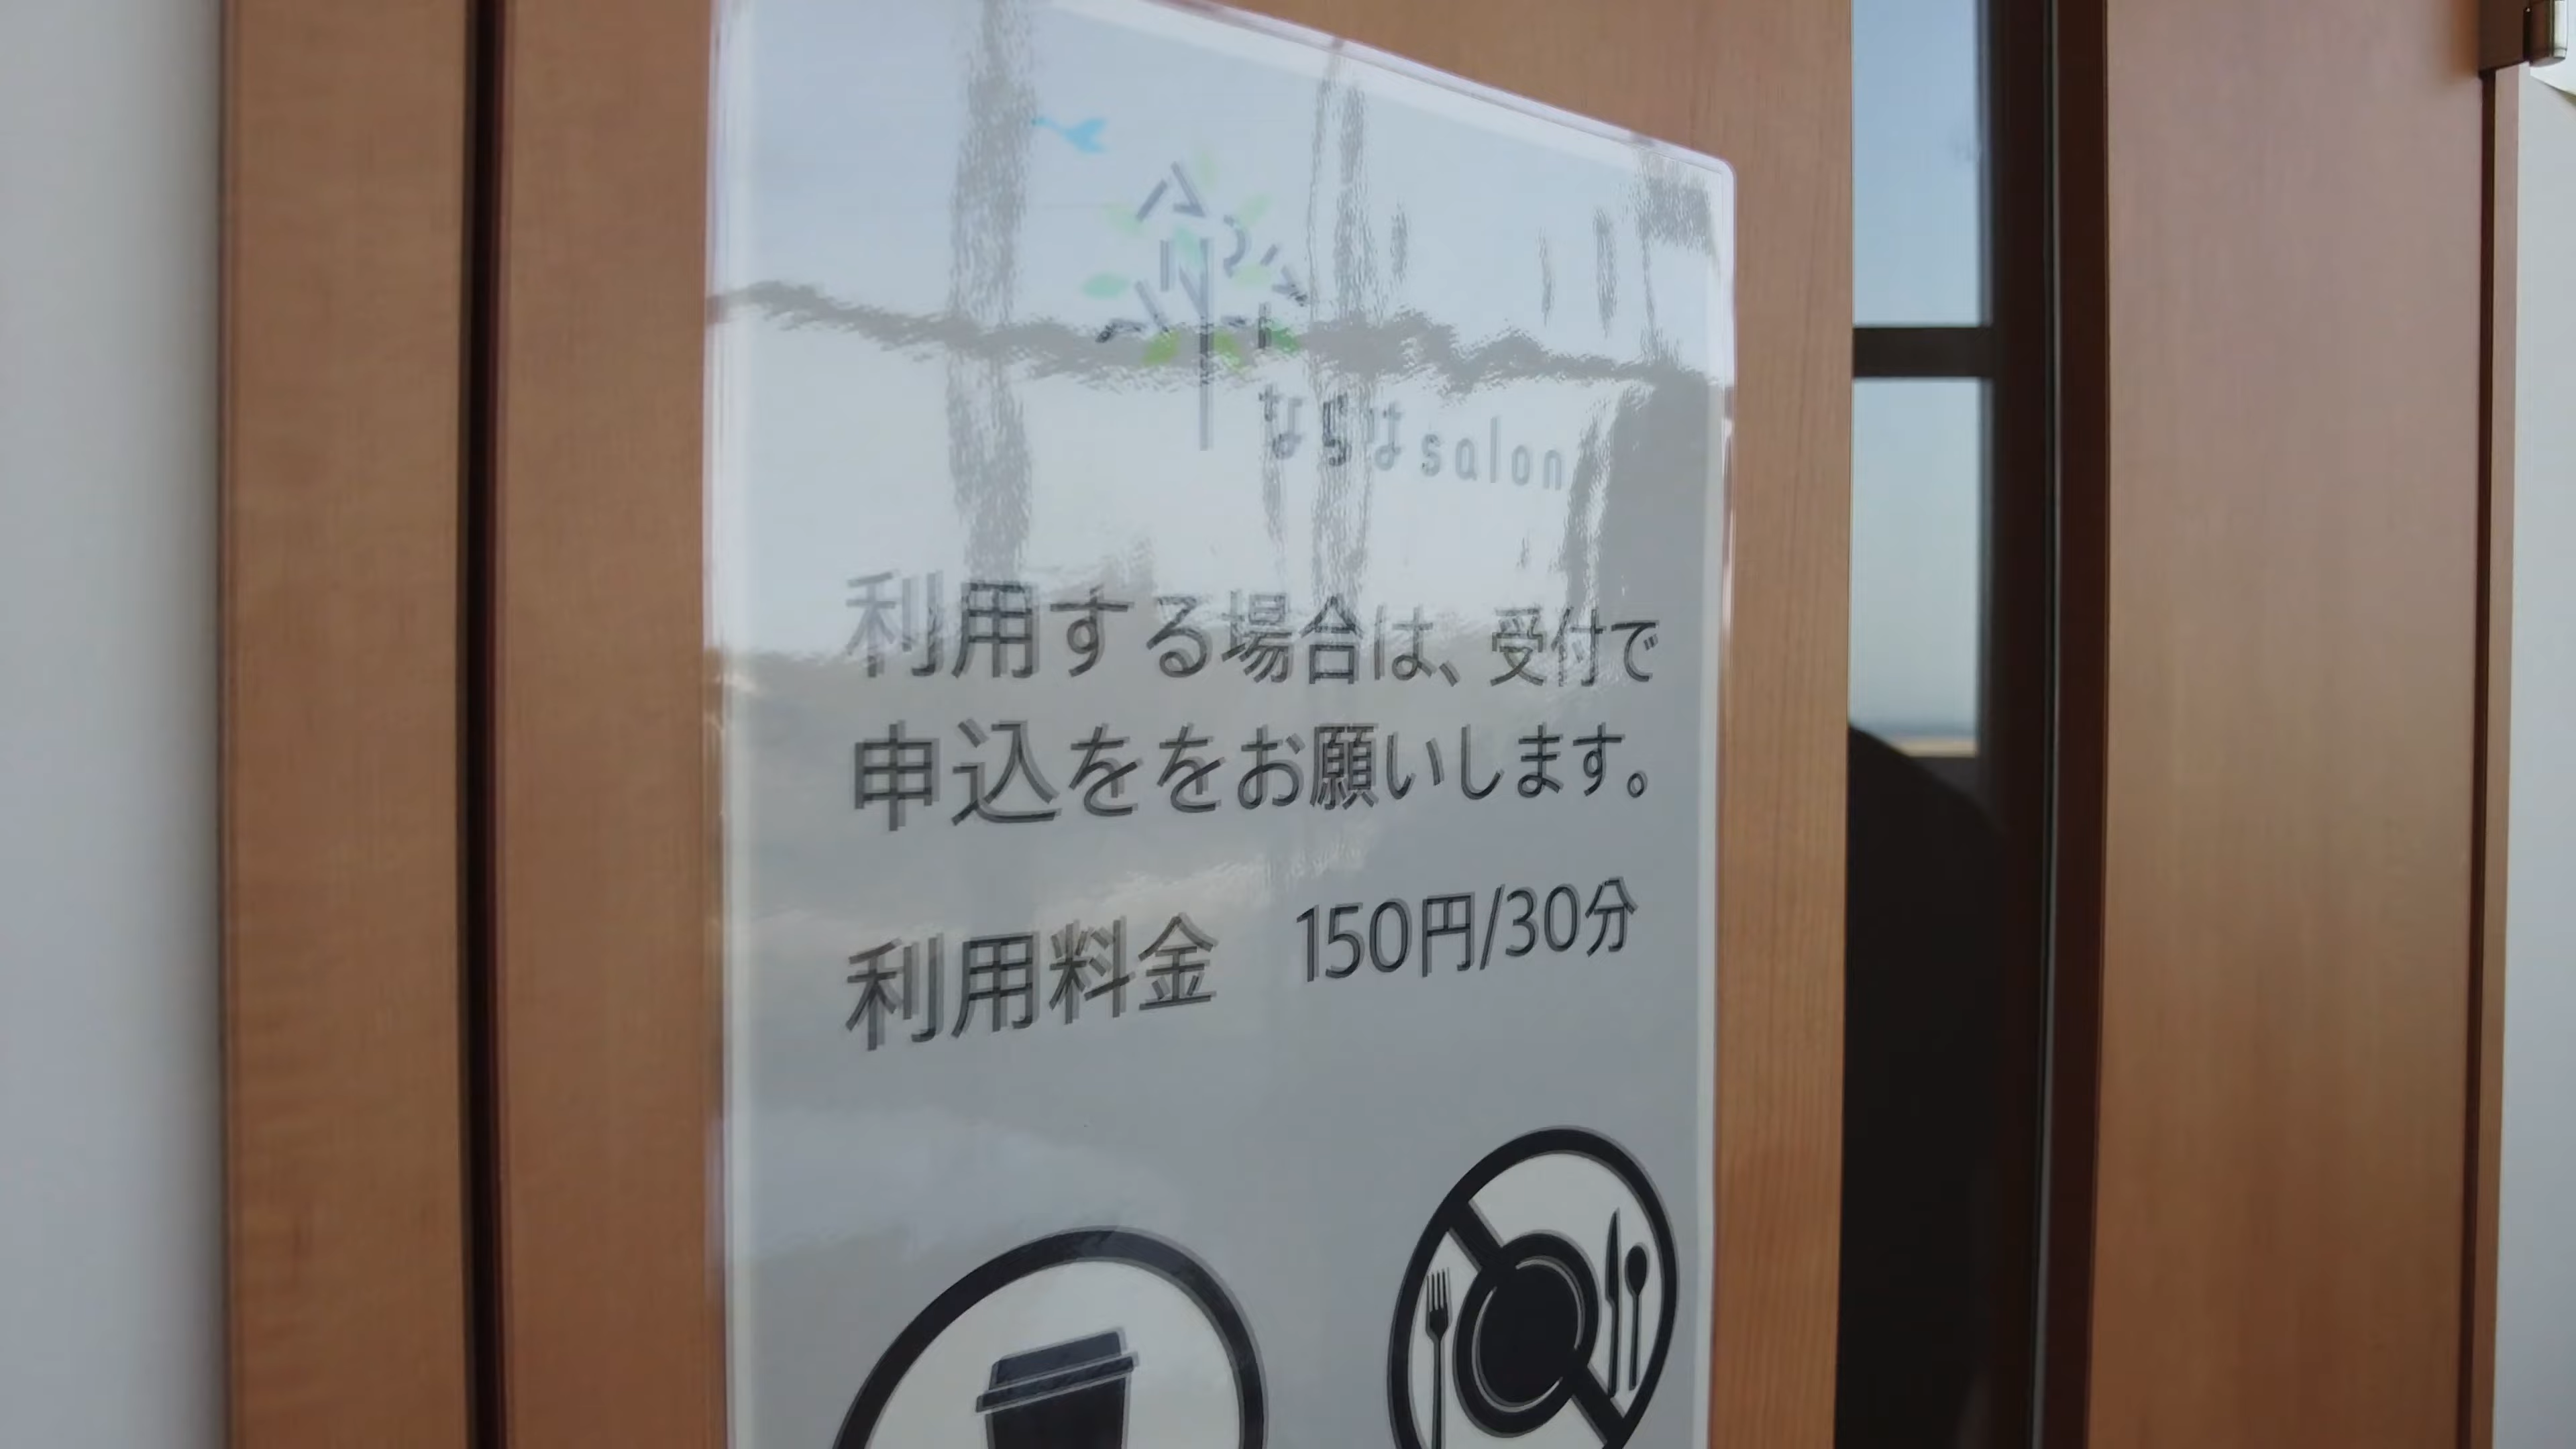 ならはsalon
利用する場合は、受付で
申込ををお願いします。
利用料金 150円/30分